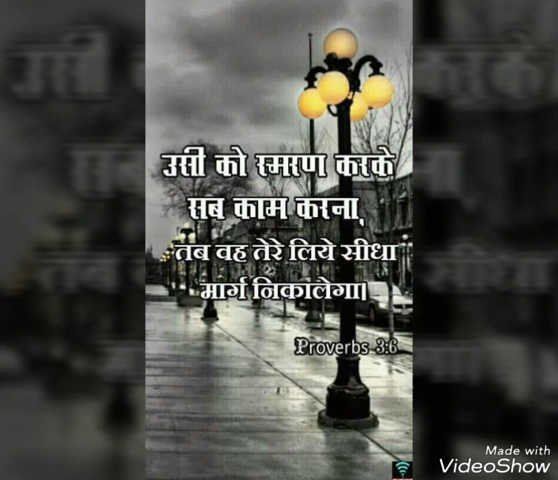 उसी को स्मरण करके
सब काम करना,
तब वह तेरे लिये सीधा
मार्ग निकालेगा।
Proverbs 3:6
Made with
VideoShow